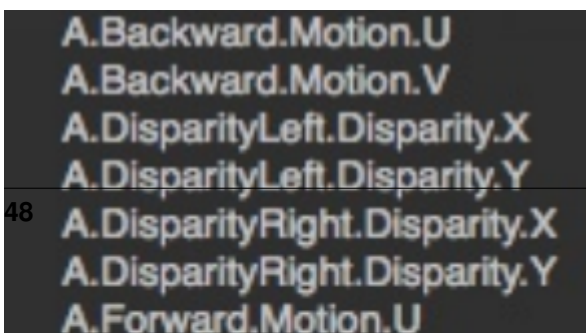 A.Backward.Motion.U
A.Backward.Motion.V
A.DisparityLeft.Disparity.X
A.DisparityLeft.Disparity.Y
48
A.DisparityRight.Disparity.X
A.DisparityRight.Disparity.Y
A.Forward.Motion.U